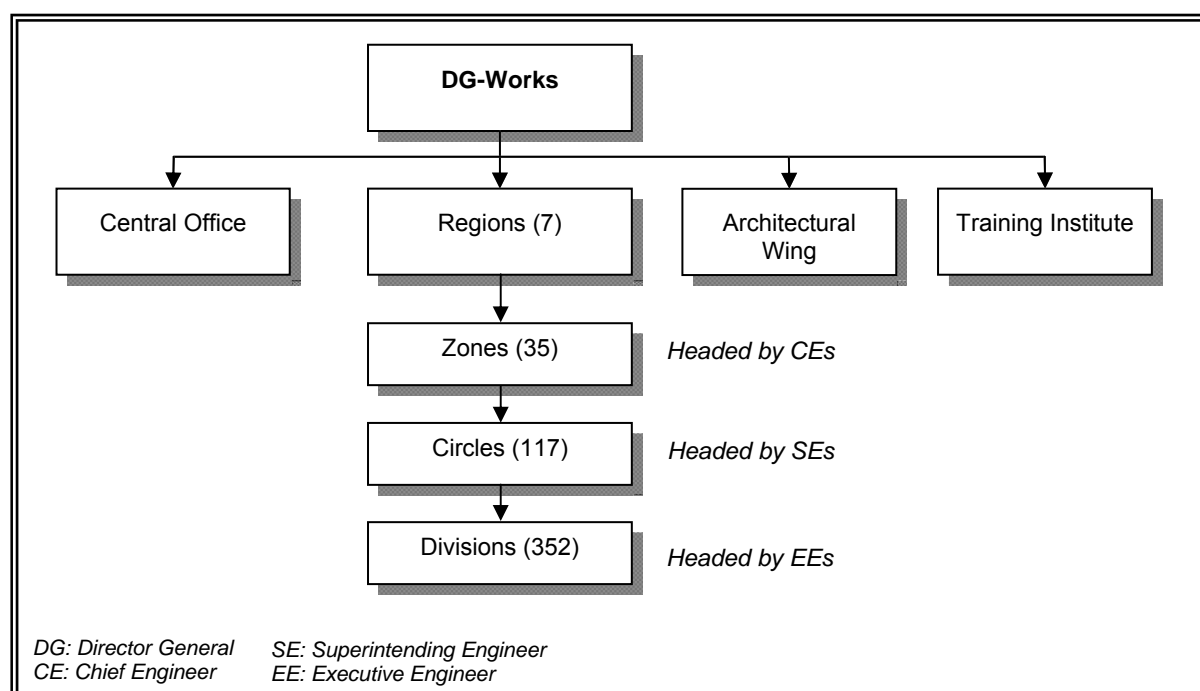 DG-Works
Central Office
Regions (7)
Architectural
Wing
Training Institute
Zones (35)
Headed by CEs
Circles (117)
Headed by SEs
Divisions (352)
Headed by EEs
DG: Director General SE: Superintending Engineer
CE: Chief Engineer EE: Executive Engineer